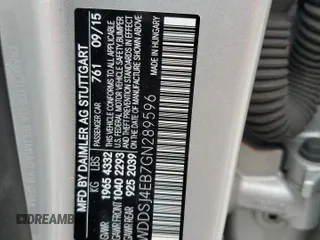 MFD. BY DAIMLER AG STUTTGART
PASSENGER CAR 761 09/15
KG LBS
GVWR 1965 4332
GAWR FRONT 1040 2293
GAWR REAR 925 2039
THIS VEHICLE CONFORMS TO ALL APPLICABLE
U.S. FEDERAL MOTOR VEHICLE SAFETY, BUMPER,
AND THEFT PREVENTION STANDARDS IN EFFECT
ON THE DATE OF MANUFACTURE SHOWN ABOVE.
WDDSJ4EB7GN289596
MADE IN HUNGARY
AUTOHELPERBOT.COM